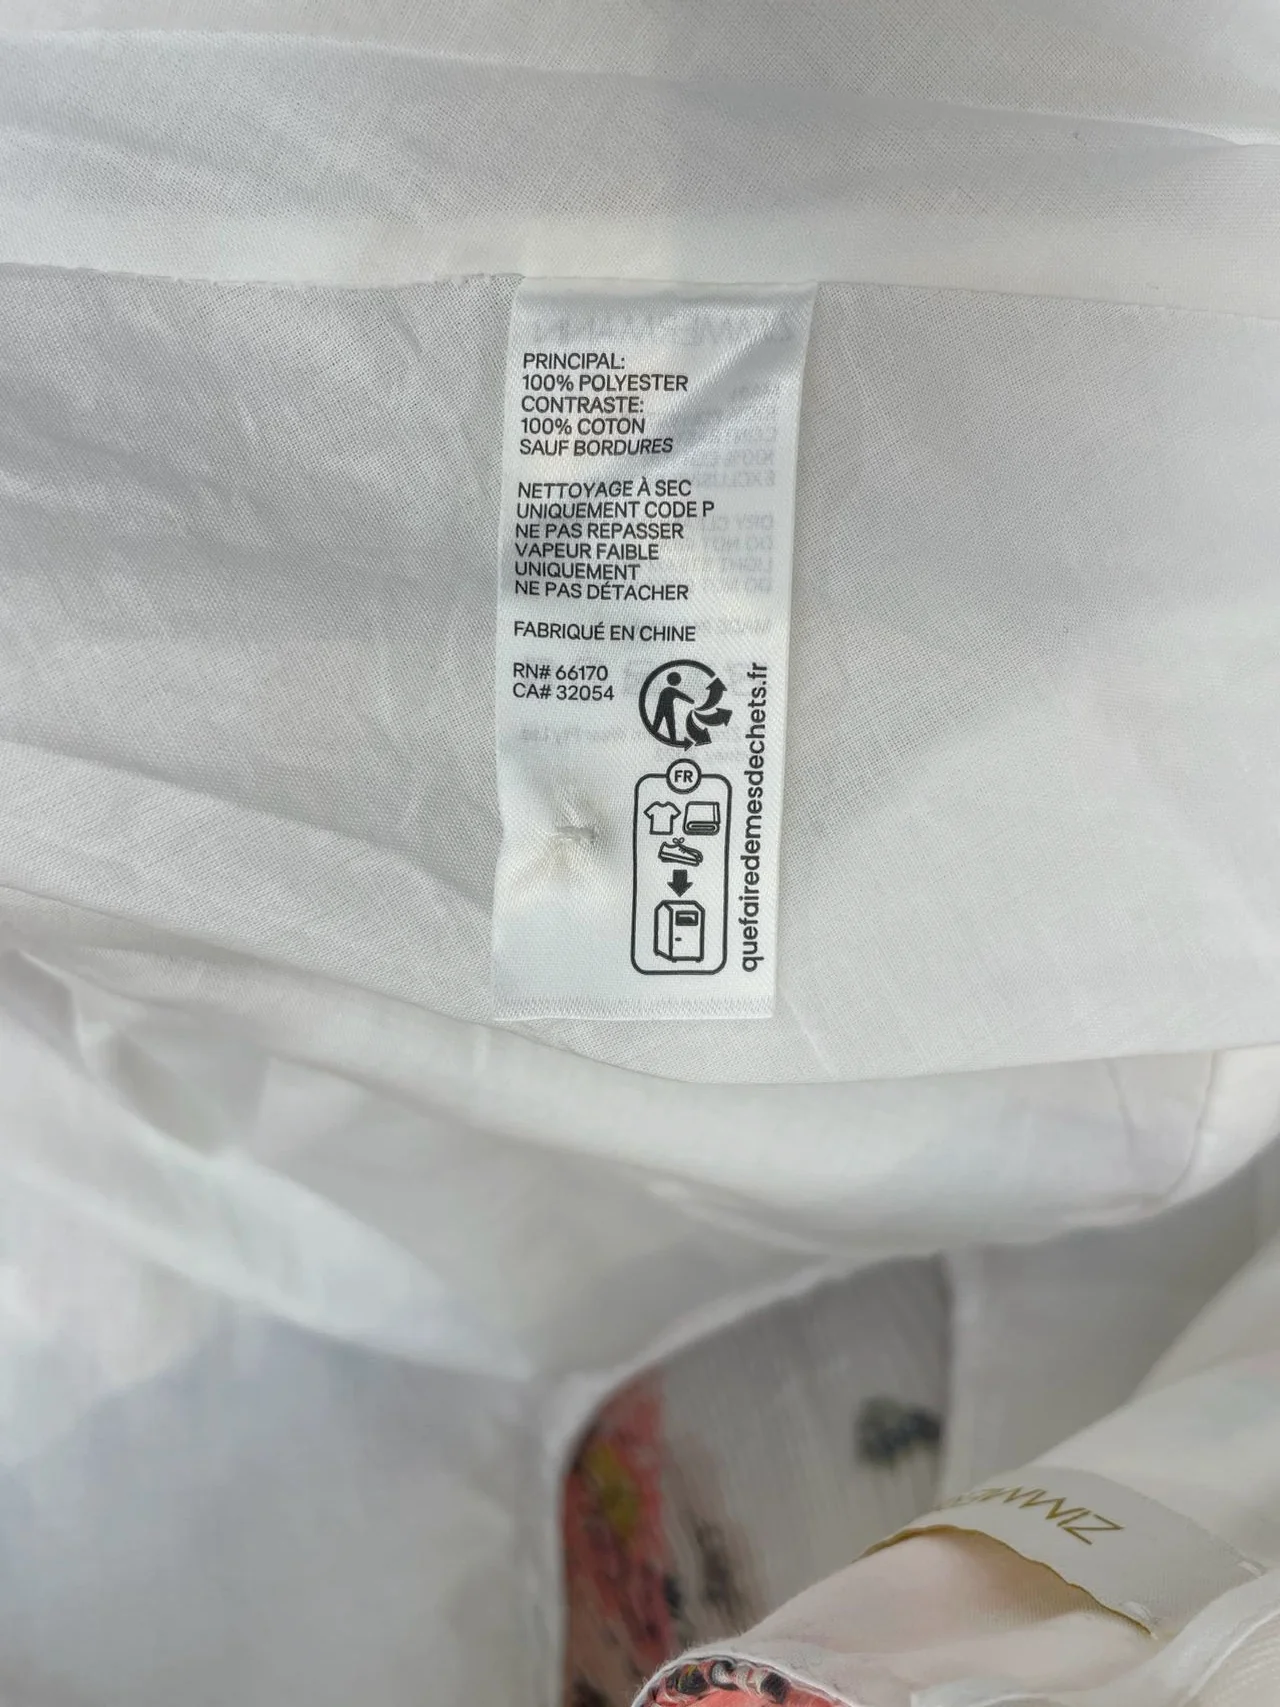 PRINCIPAL:
100% POLYESTER
CONTRASTE:
100% COTON
SAUF BORDURES
NETTOYAGE À SEC
UNIQUEMENT CODE P
NE PAS REPASSER
VAPEUR FAIBLE
UNIQUEMENT
NE PAS DÉTACHER
FABRIQUÉ EN CHINE
RN# 66170
CA# 32054
FR
quefairedemesdechets.fr